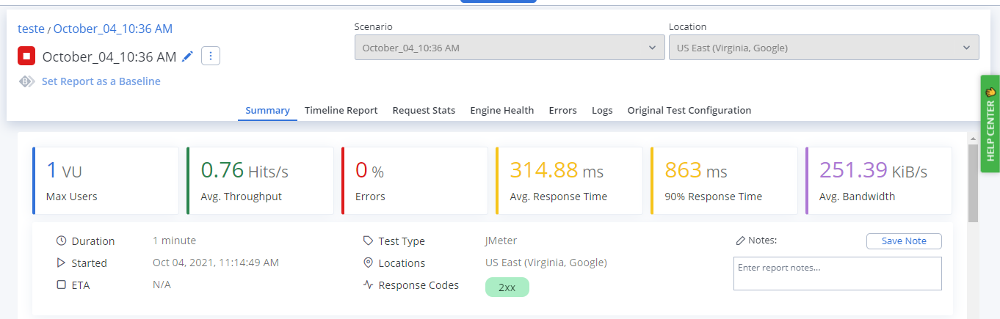 teste / October_04_10:36 AM
October_04_10:36 AM
Set Report as a Baseline
Scenario
October_04_10:36 AM
Location
US East (Virginia, Google)
HELP CENTER
Summary Timeline Report Request Stats Engine Health Errors Logs Original Test Configuration
1 VU
Max Users
0.76 Hits/s
Avg. Throughput
0 %
Errors
314.88 ms
Avg. Response Time
863 ms
90% Response Time
251.39 KiB/s
Avg. Bandwidth
Duration 1 minute
Started Oct 04, 2021, 11:14:49 AM
ETA N/A
Test Type JMeter
Locations US East (Virginia, Google)
Response Codes 2xx
Notes: Save Note
Enter report notes...